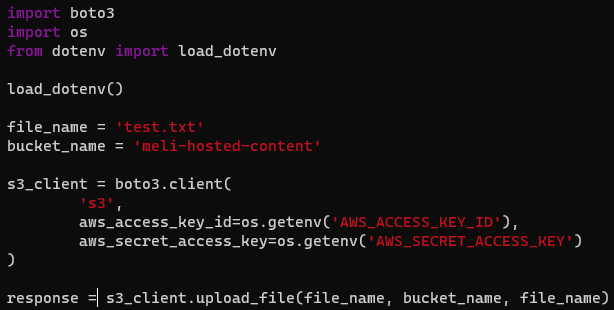 import boto3
import os
from dotenv import load_dotenv

load_dotenv()

file_name = 'test.txt'
bucket_name = 'meli-hosted-content'

s3_client = boto3.client(
        's3',
        aws_access_key_id=os.getenv('AWS_ACCESS_KEY_ID'),
        aws_secret_access_key=os.getenv('AWS_SECRET_ACCESS_KEY')
)

response = s3_client.upload_file(file_name, bucket_name, file_name)